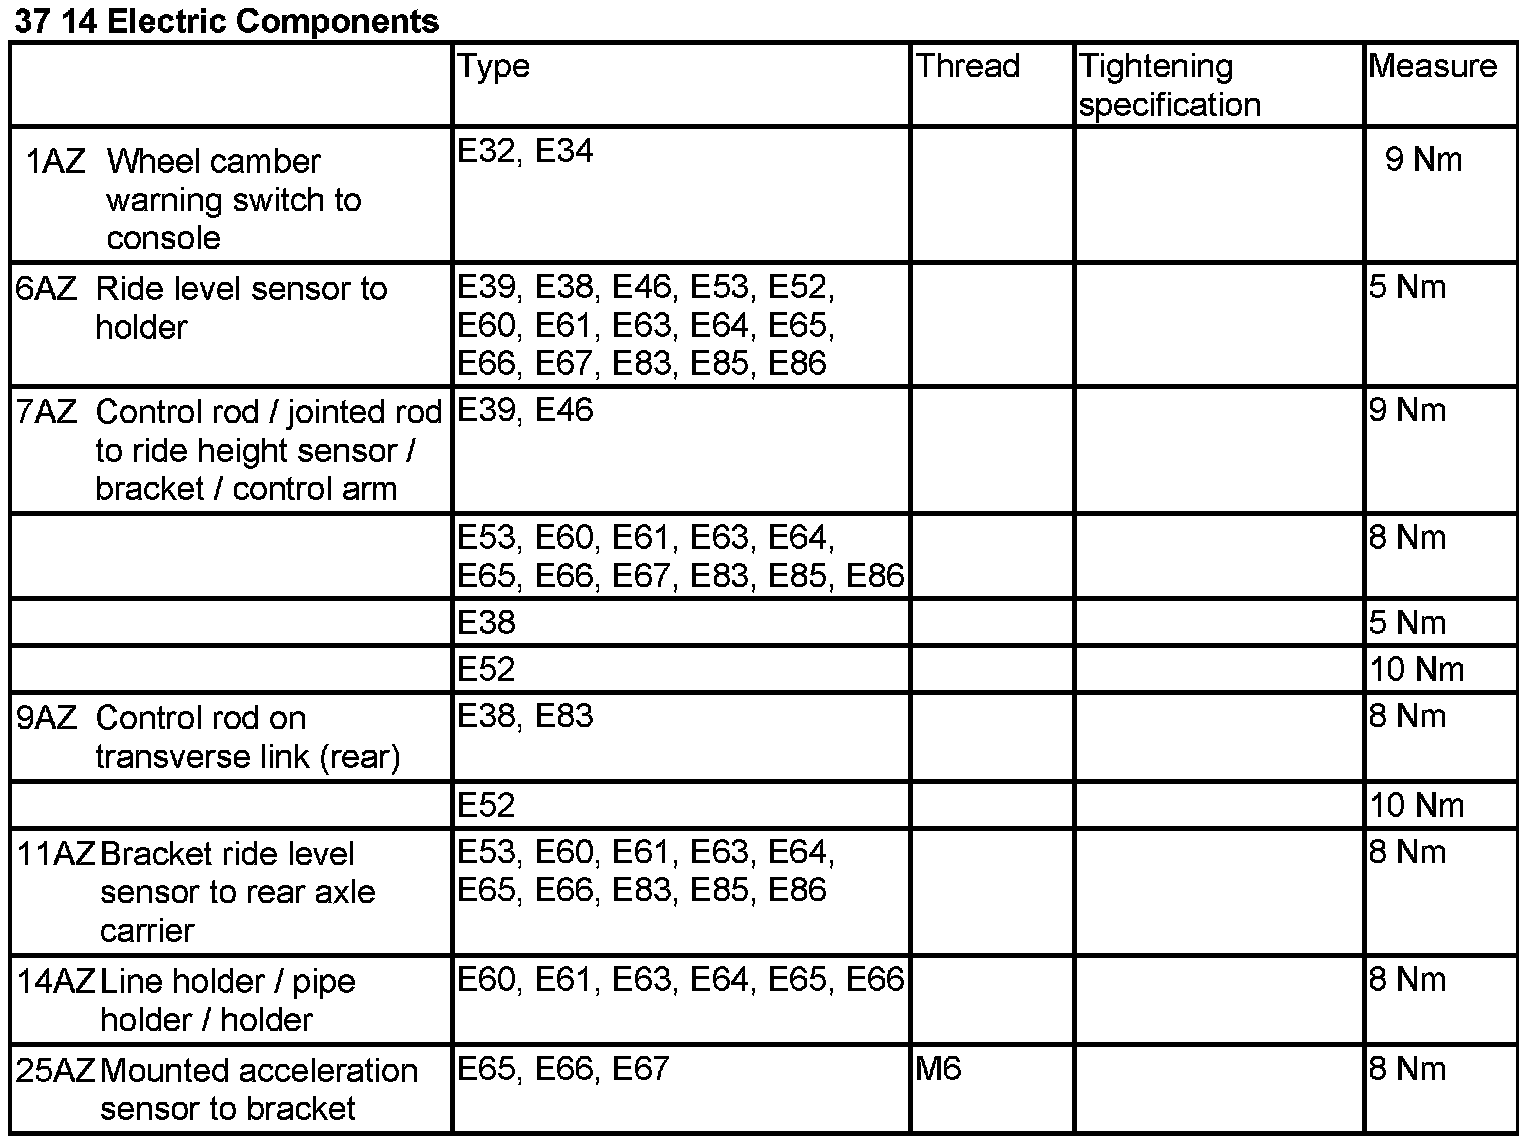 37 14 Electric Components
Type Thread Tightening specification Measure
1AZ Wheel camber warning switch to console E32, E34 9 Nm
6AZ Ride level sensor to holder E39, E38, E46, E53, E52, E60, E61, E63, E64, E65, E66, E67, E83, E85, E86 5 Nm
7AZ Control rod / jointed rod to ride height sensor / bracket / control arm E39, E46 9 Nm
E53, E60, E61, E63, E64, E65, E66, E67, E83, E85, E86 8 Nm
E38 5 Nm
E52 10 Nm
9AZ Control rod on transverse link (rear) E38, E83 8 Nm
E52 10 Nm
11AZ Bracket ride level sensor to rear axle carrier E53, E60, E61, E63, E64, E65, E66, E83, E85, E86 8 Nm
14AZ Line holder / pipe holder / holder E60, E61, E63, E64, E65, E66 8 Nm
25AZ Mounted acceleration sensor to bracket E65, E66, E67 M6 8 Nm